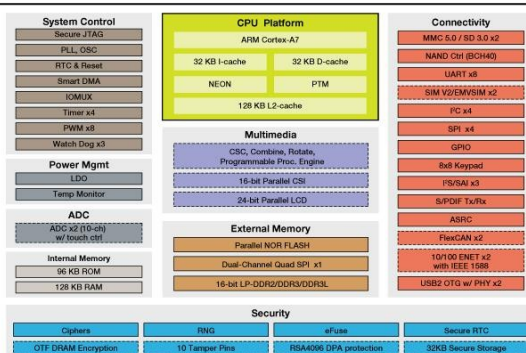 System Control
Secure JTAG
PLL, OSC
RTC & Reset
Smart DMA
IOMUX
Timer x4
PWM x8
Watch Dog x3
Power Mgmt
LDO
Temp Monitor
ADC
ADC x2 (10-ch)
w/ touch ctrl
Internal Memory
96 KB ROM
128 KB RAM
CPU Platform
ARM Cortex-A7
32 KB I-cache
32 KB D-cache
NEON
PTM
128 KB L2-cache
Multimedia
CSC, Combine, Rotate,
Programmable Proc. Engine
16-bit Parallel CSI
24-bit Parallel LCD
External Memory
Parallel NOR FLASH
Dual-Channel Quad SPI x1
16-bit LP-DDR2/DDR3/DDR3L
Connectivity
MMC 5.0 / SD 3.0 x2
NAND Ctrl (BCH40)
UART x8
SIM V2/EMVSIM x2
I²C x4
SPI x4
GPIO
8x8 Keypad
I²S/SAI x3
S/PDIF Tx/Rx
ASRC
FlexCAN x2
10/100 ENET x2
with IEEE 1588
USB2 OTG w/ PHY x2
Security
Ciphers
RNG
eFuse
Secure RTC
OTF DRAM Encryption
10 Tamper Pins
RSA4096 DPA protection
32KB Secure Storage